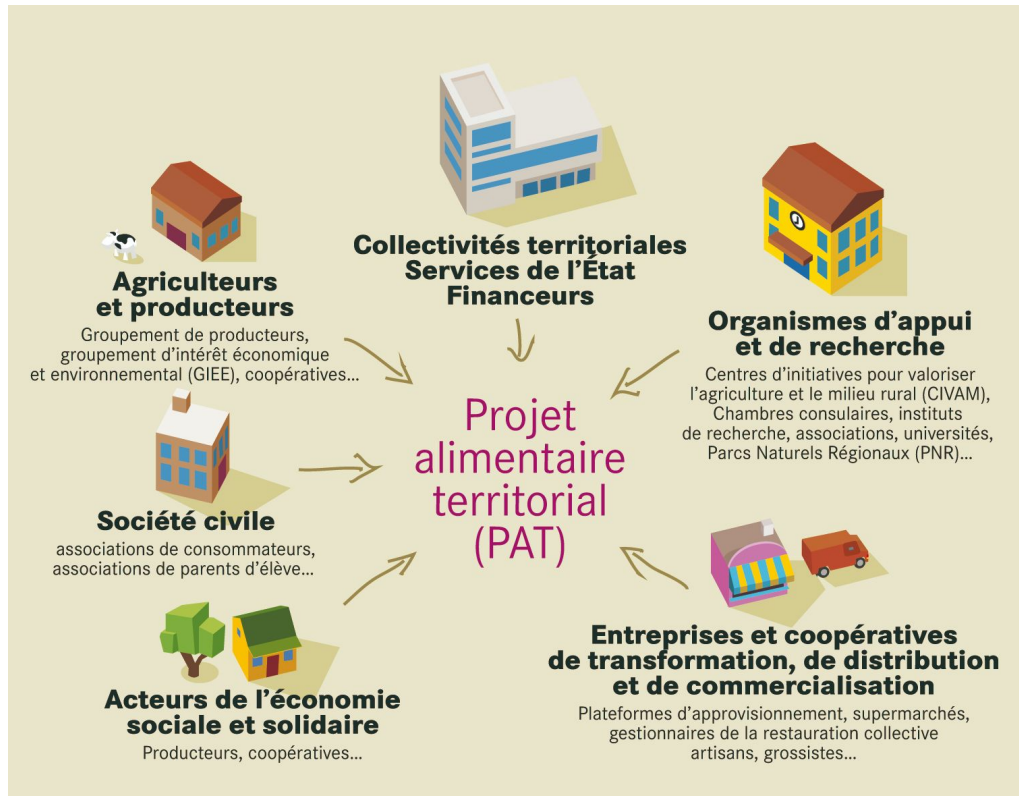 Collectivités territoriales
Services de l'État
Financeurs
Agriculteurs
et producteurs
Groupement de producteurs,
groupement d'intérêt économique
et environnemental (GIEE), coopératives...
Organismes d'appui
et de recherche
Centres d'initiatives pour valoriser
l'agriculture et le milieu rural (CIVAM),
Chambres consulaires, instituts
de recherche, associations, universités,
Parcs Naturels Régionaux (PNR)...
Projet
alimentaire
territorial
(PAT)
Société civile
associations de consommateurs,
associations de parents d'élève...
Acteurs de l'économie
sociale et solidaire
Producteurs, coopératives...
Entreprises et coopératives
de transformation, de distribution
et de commercialisation
Plateformes d'approvisionnement, supermarchés,
gestionnaires de la restauration collective
artisans, grossistes...